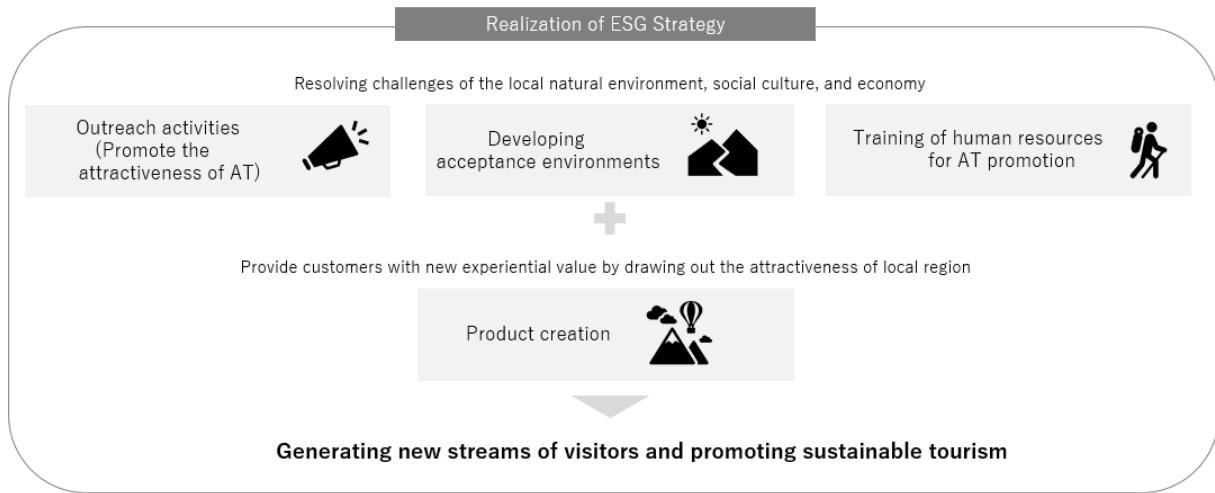 Realization of ESG Strategy
Resolving challenges of the local natural environment, social culture, and economy
Outreach activities
(Promote the
attractiveness of AT)
Developing
acceptance environments
Training of human resources
for AT promotion
Provide customers with new experiential value by drawing out the attractiveness of local region
Product creation
Generating new streams of visitors and promoting sustainable tourism